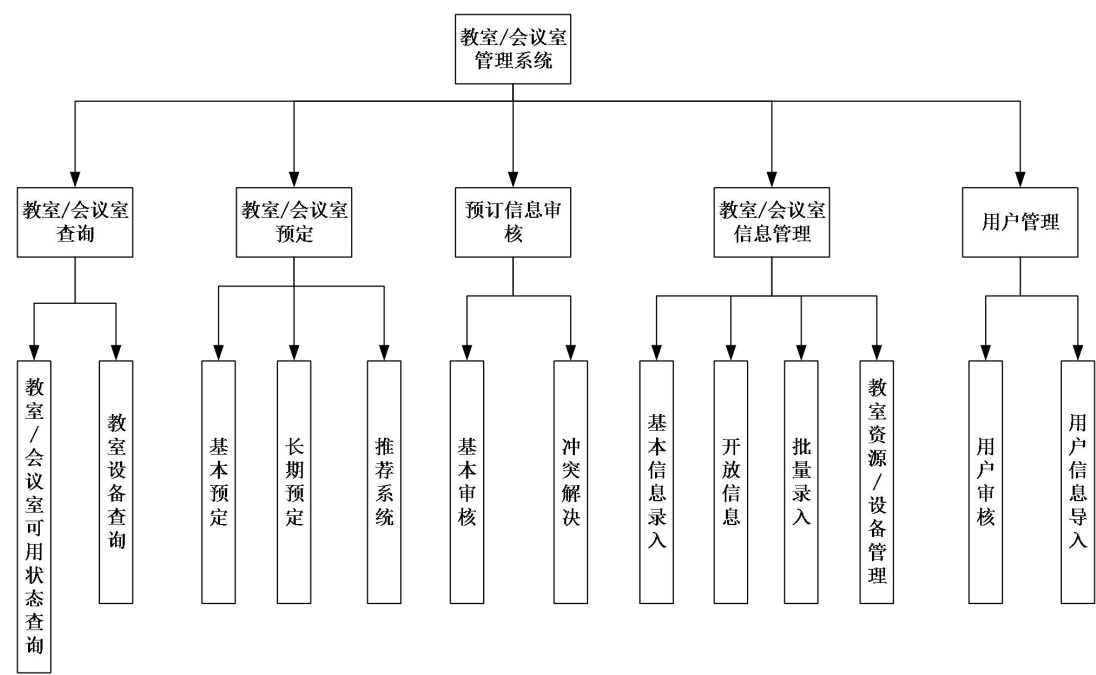 教室/会议室
管理系统
教室/会议室
查询
教室/会议室
预定
预订信息审
核
教室/会议室
信息管理
用户管理
教室/会议室可用状态查询
教室设备查询
基本预定
长期预定
推荐系统
基本审核
冲突解决
基本信息录入
开放信息
批量录入
教室资源/设备管理
用户审核
用户信息导入